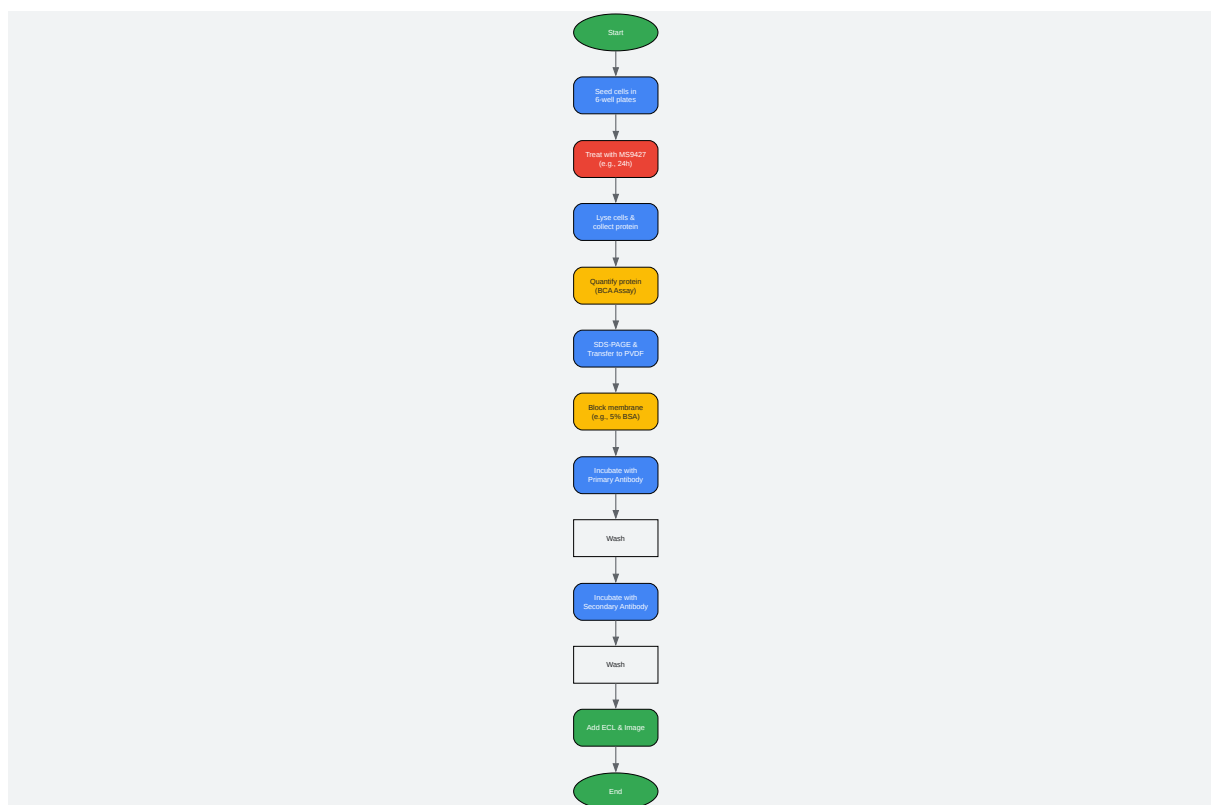 Start
Seed cells in
6-well plates
Treat with MS9427
(e.g., 24h)
Lyse cells &
collect protein
Quantify protein
(BCA Assay)
SDS-PAGE &
Transfer to PVDF
Block membrane
(e.g., 5% BSA)
Incubate with
Primary Antibody
Wash
Incubate with
Secondary Antibody
Wash
Add ECL & Image
End